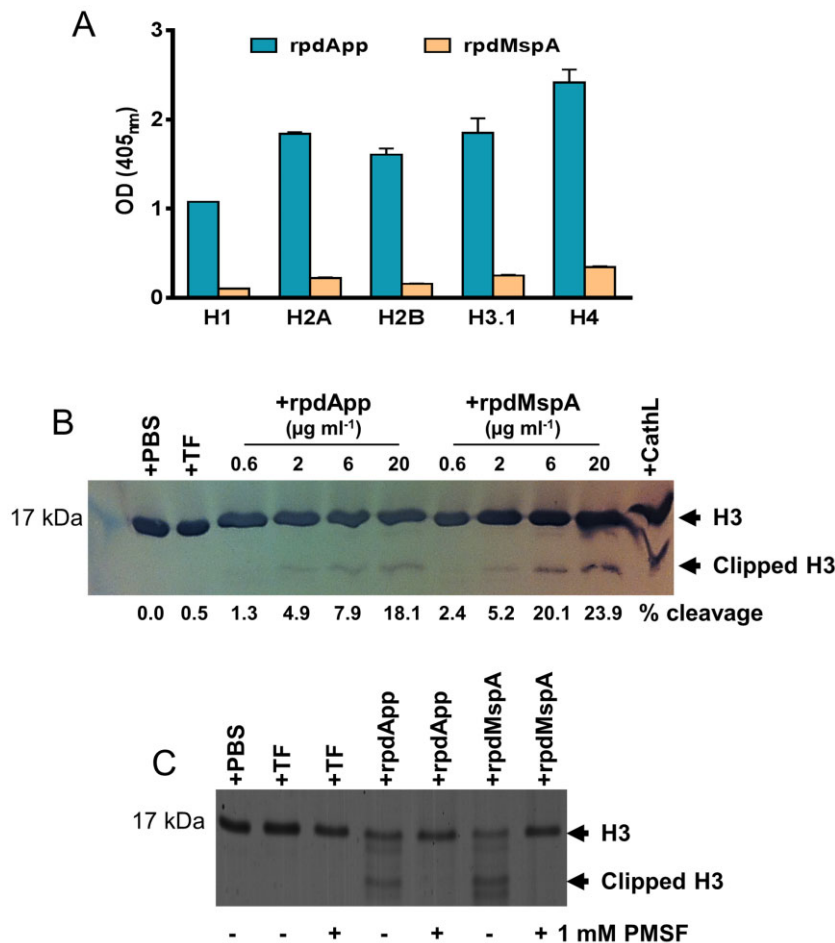 A
rpdApp rpdMspA
OD (405nm)
3
2
1
0
H1 H2A H2B H3.1 H4
B
+PBS +TF +rpdApp +rpdMspA +CathL
(µg ml-1) (µg ml-1)
0.6 2 6 20 0.6 2 6 20
17 kDa H3
Clipped H3
0.0 0.5 1.3 4.9 7.9 18.1 2.4 5.2 20.1 23.9 % cleavage
C
+PBS +TF +TF +rpdApp +rpdApp +rpdMspA +rpdMspA
17 kDa H3
Clipped H3
- - + - + - + 1 mM PMSF